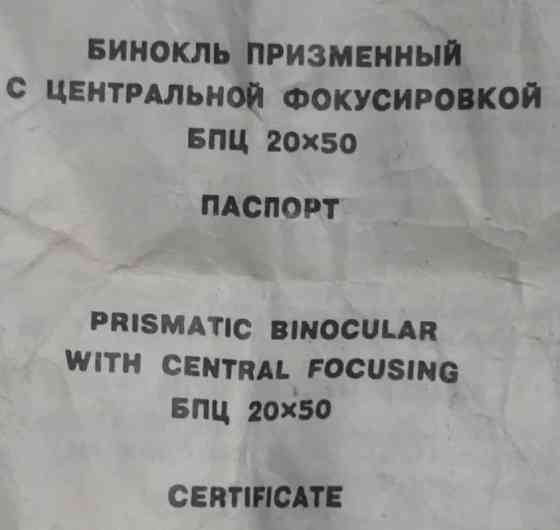 БИНОКЛЬ ПРИЗМЕННЫЙ
С ЦЕНТРАЛЬНОЙ ФОКУСИРОВКОЙ
БПЦ 20×50
ПАСПОРТ
PRISMATIC BINOCULAR
WITH CENTRAL FOCUSING
БПЦ 20×50
CERTIFICATE